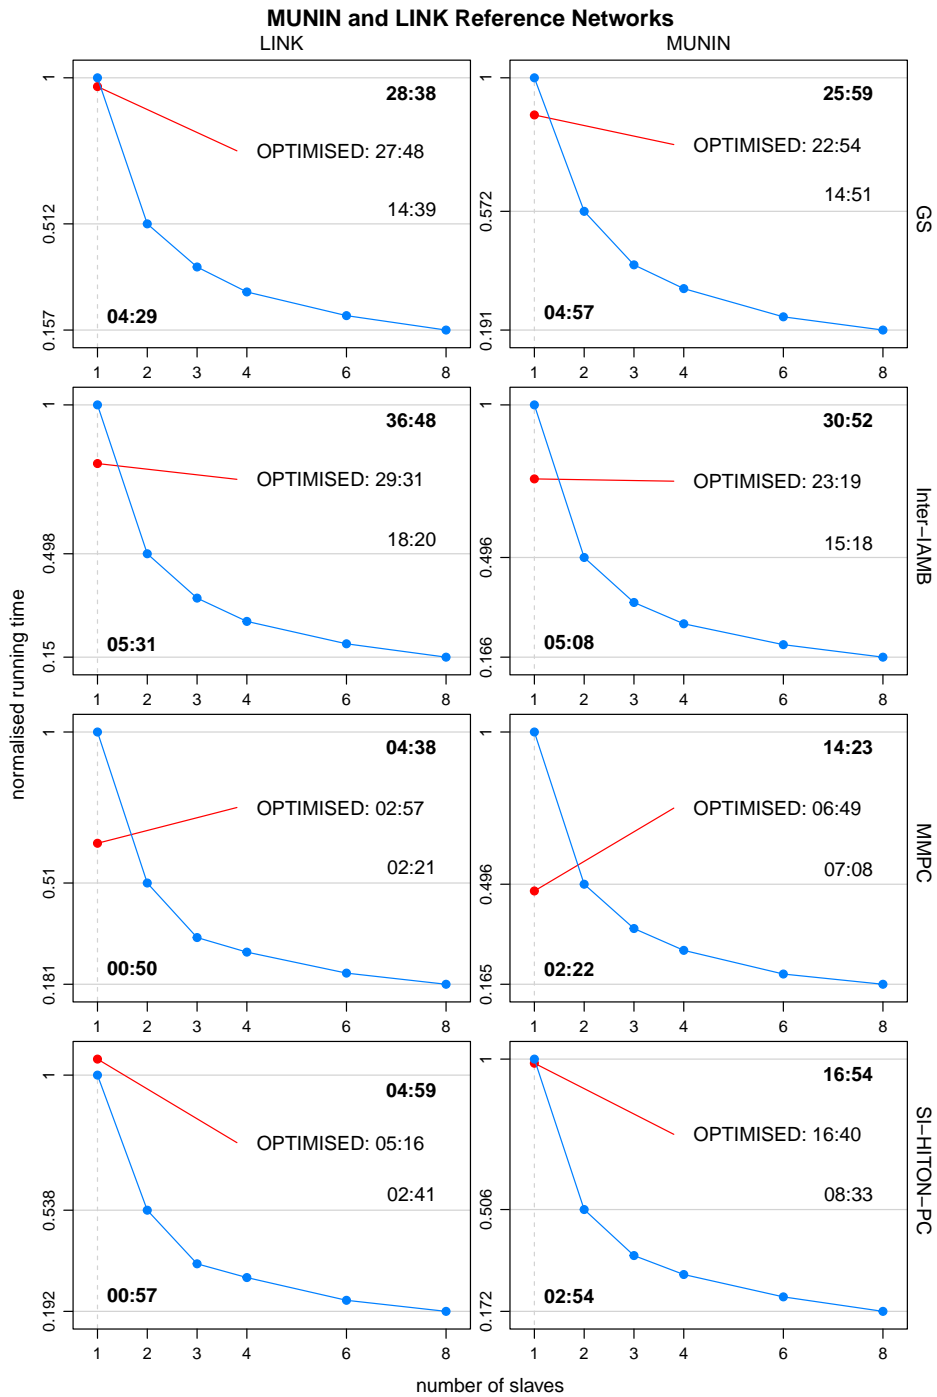 MUNIN and LINK Reference Networks
LINK
MUNIN
normalised running time
1
0.512
0.157
28:38
OPTIMISED: 27:48
14:39
04:29
1 2 3 4 6 8
1
0.572
0.191
25:59
OPTIMISED: 22:54
14:51
04:57
1 2 3 4 6 8
GS
1
0.498
0.15
36:48
OPTIMISED: 29:31
18:20
05:31
1 2 3 4 6 8
1
0.496
0.166
30:52
OPTIMISED: 23:19
15:18
05:08
1 2 3 4 6 8
Inter−IAMB
1
0.51
0.181
04:38
OPTIMISED: 02:57
02:21
00:50
1 2 3 4 6 8
1
0.496
0.165
14:23
OPTIMISED: 06:49
07:08
02:22
1 2 3 4 6 8
MMPC
1
0.538
0.192
04:59
OPTIMISED: 05:16
02:41
00:57
1 2 3 4 6 8
1
0.506
0.172
16:54
OPTIMISED: 16:40
08:33
02:54
1 2 3 4 6 8
SI−HITON−PC
number of slaves